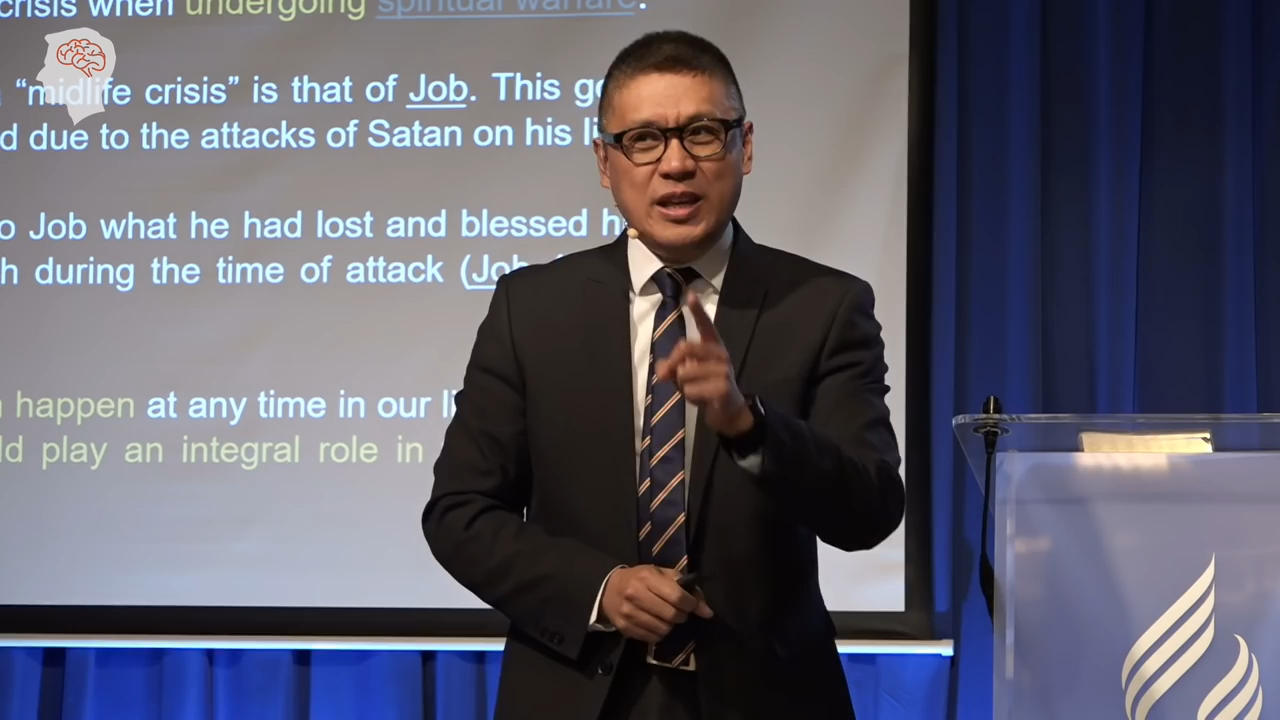 crisis when undergoing spiritual warfare.
"midlife crisis" is that of Job. This
due to the attacks of Satan on his
Job what he had lost and blessed
during the time of attack (Job
happen at any time in our
play an integral role in